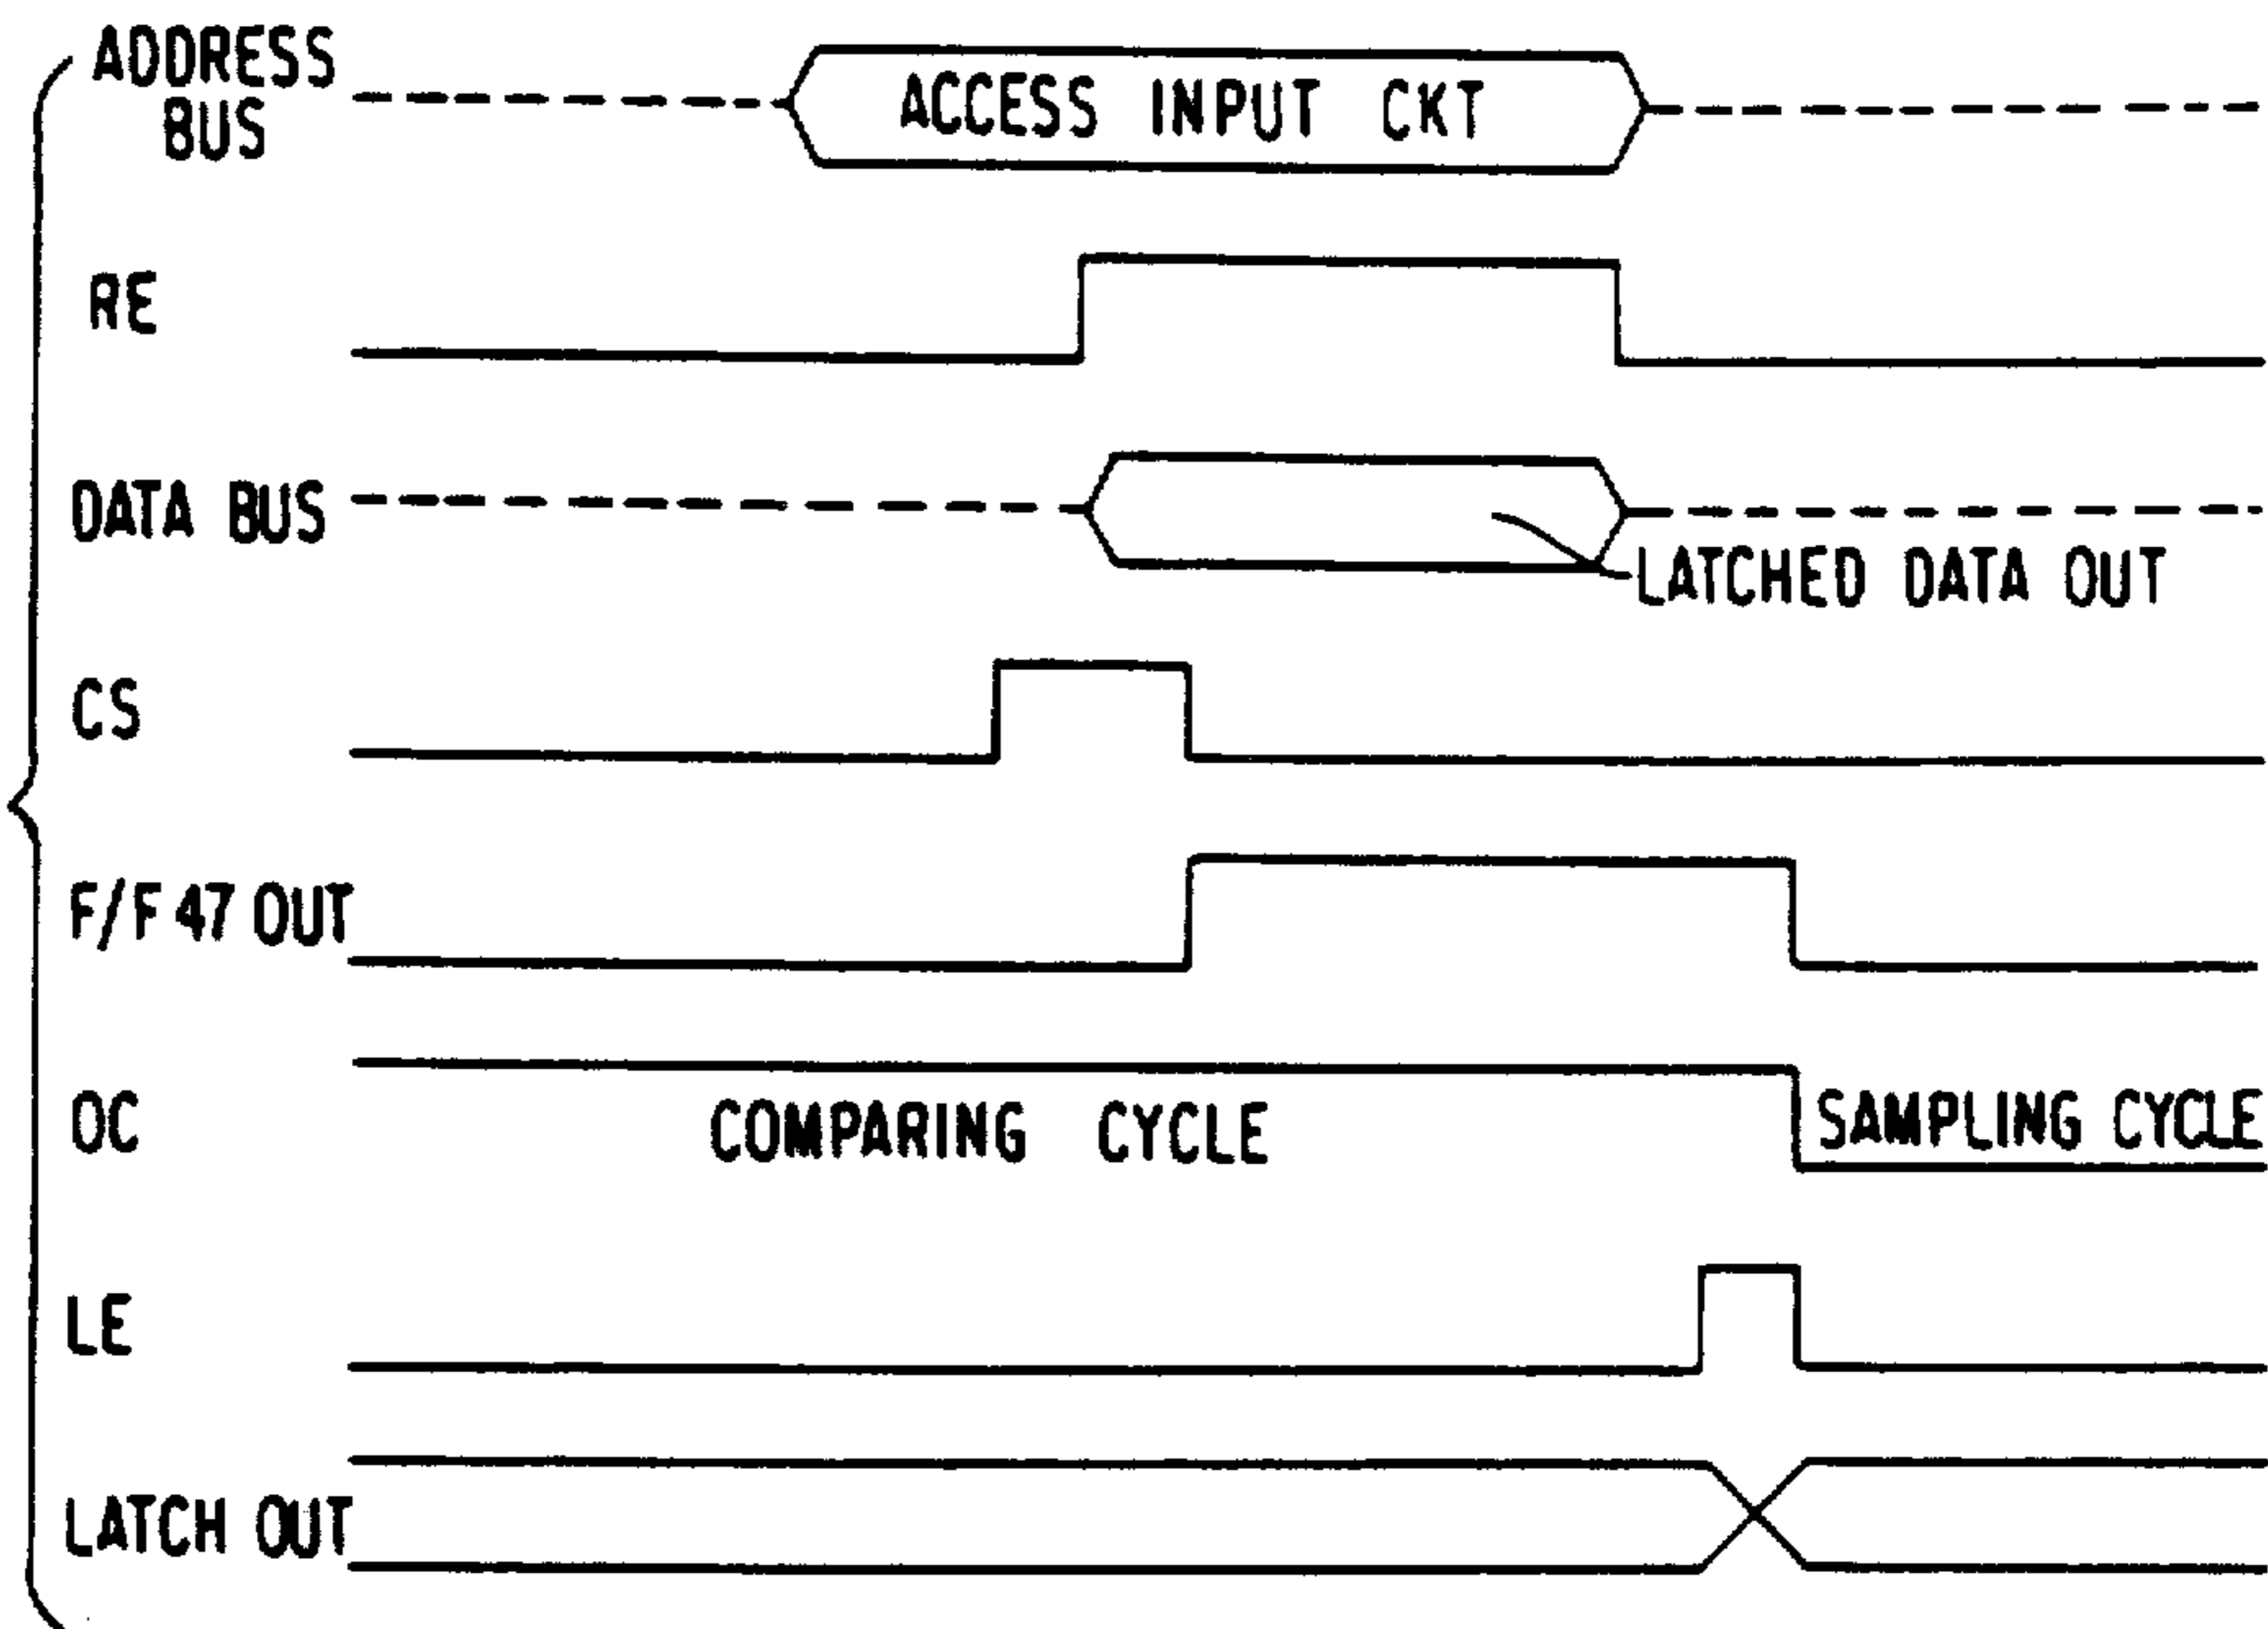 ADDRESS
BUS
ACCESS INPUT CKT
RE
DATA BUS
LATCHED DATA OUT
CS
F/F 47 OUT
OC
COMPARING CYCLE
SAMPLING CYCLE
LE
LATCH OUT